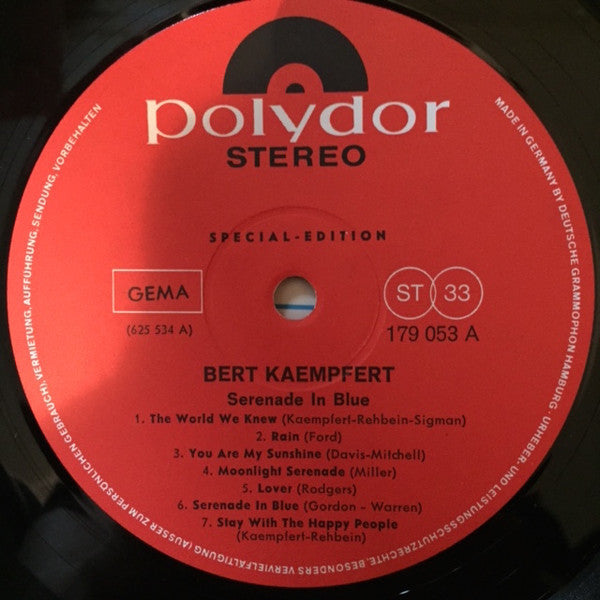 polydor
STEREO
SPECIAL-EDITION
GEMA
(625 534 A)
ST 33
179 053 A
BERT KAEMPFERT
Serenade In Blue
1. The World We Knew (Kaempfert-Rehbein-Sigman)
2. Rain (Ford)
3. You Are My Sunshine (Davis-Mitchell)
4. Moonlight Serenade (Miller)
5. Lover (Rodgers)
6. Serenade In Blue (Gordon - Warren)
7. Stay With The Happy People
(Kaempfert-Rehbein)
MADE IN GERMANY BY DEUTSCHE GRAMMOPHON HAMBURG · URHEBER- UND LEISTUNGSSCHUTZRECHTE, BESONDERS VERVIELFÄLTIGUNG (AUSSER ZUM PERSÖNLICHEN GEBRAUCH), VERMIETUNG, AUFFÜHRUNG, SENDUNG, VORBEHALTEN